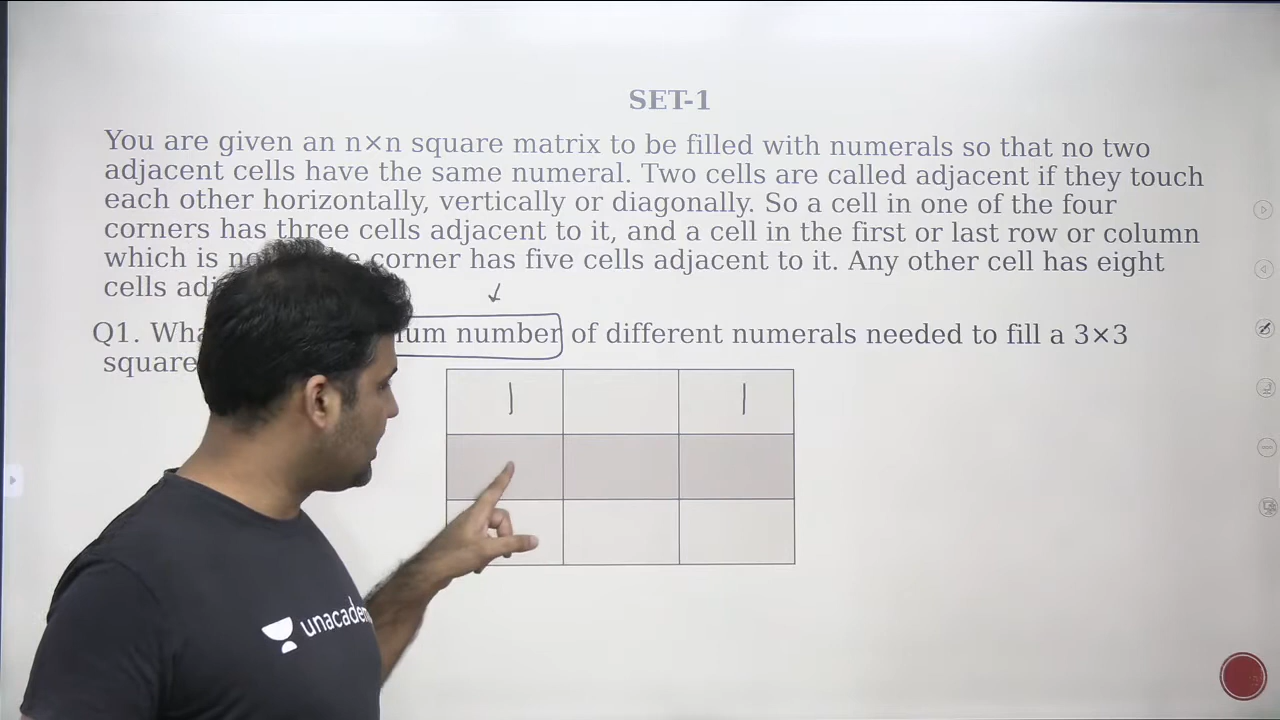 SET-1
You are given an n×n square matrix to be filled with numerals so that no two
adjacent cells have the same numeral. Two cells are called adjacent if they touch
each other horizontally, vertically or diagonally. So a cell in one of the four
corners has three cells adjacent to it, and a cell in the first or last row or column
which is corner has five cells adjacent to it. Any other cell has eight
cells
Q1. number of different numerals needed to fill a 3×3
square
1 1
unacademy